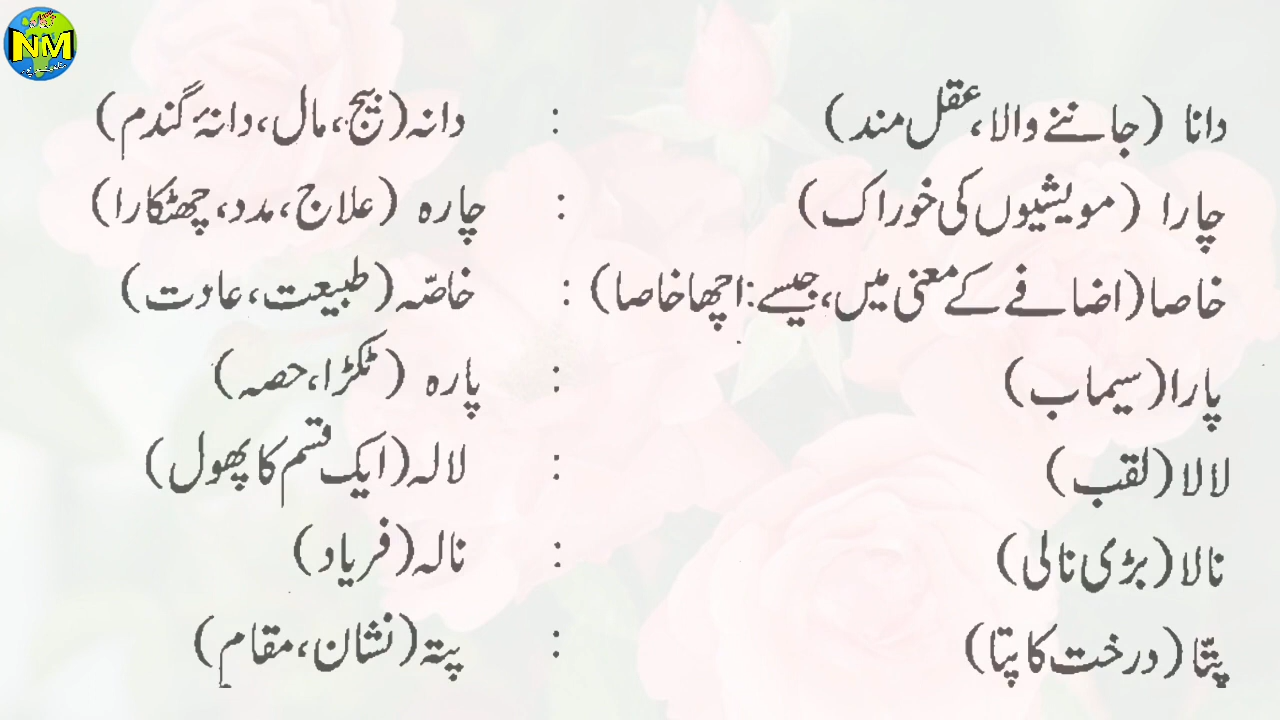 NM
دانا (جاننے والا، عقل مند) : دانہ (بیج، مال، دانۂ گندم)
چارا (مویشیوں کی خوراک) : چارہ (علاج، مدد، چھٹکارا)
خاصا (اضافے کے معنی میں، جیسے: اچھا خاصا) : خاصّہ (طبیعت، عادت)
پارا (سیماب) : پارہ (ٹکڑا، حصہ)
لالا (لقب) : لالہ (ایک قسم کا پھول)
نالا (بڑی نالی) : نالہ (فریاد)
پتّا (درخت کا پتا) : پتہ (نشان، مقام)